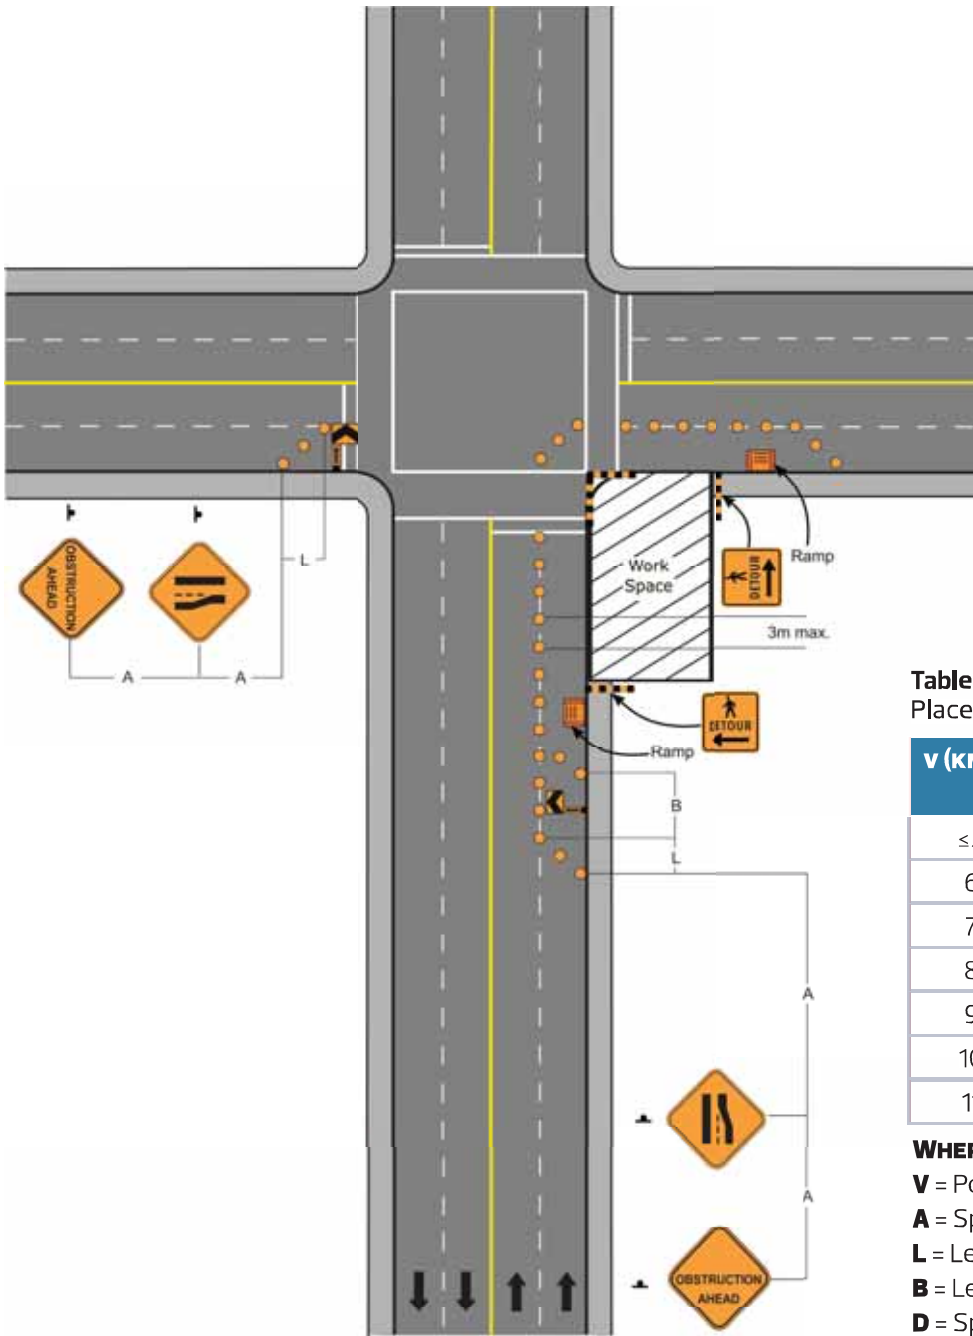 OBSTRUCTION
AHEAD
L
A
A
Work
Space
DETOUR
Ramp
3m max.
DETOUR
Ramp
B
L
A
A
OBSTRUCTION
AHEAD
Table
Place
WHER
V = Po
A = Sp
L = Le
B = Le
D = Sp